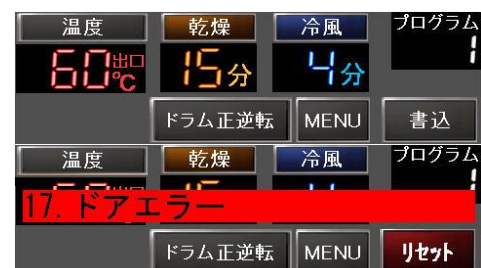 温度 乾燥 冷風 プログラム
60出口℃ 15分 4分 1
ドラム正逆転 MENU 書込
温度 乾燥 冷風 プログラム
17. ドアエラー
ドラム正逆転 MENU リセット